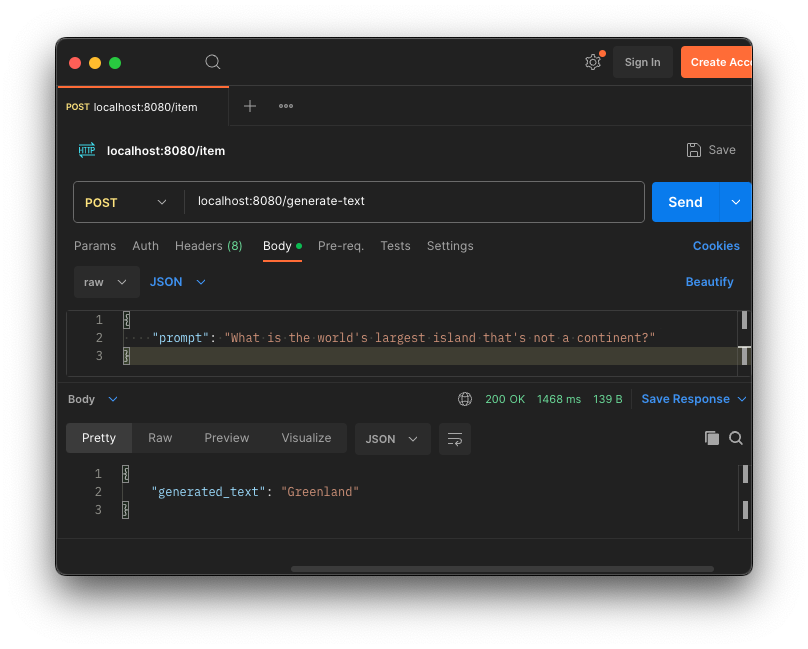 Sign In
Create Acc
POST localhost:8080/item
HTTP localhost:8080/item
Save
POST
localhost:8080/generate-text
Send
Params Auth Headers (8) Body Pre-req. Tests Settings Cookies
raw JSON Beautify
1 {
2 "prompt": "What is the world's largest island that's not a continent?"
3 }
Body 200 OK 1468 ms 139 B Save Response
Pretty Raw Preview Visualize JSON
1 {
2 "generated_text": "Greenland"
3 }